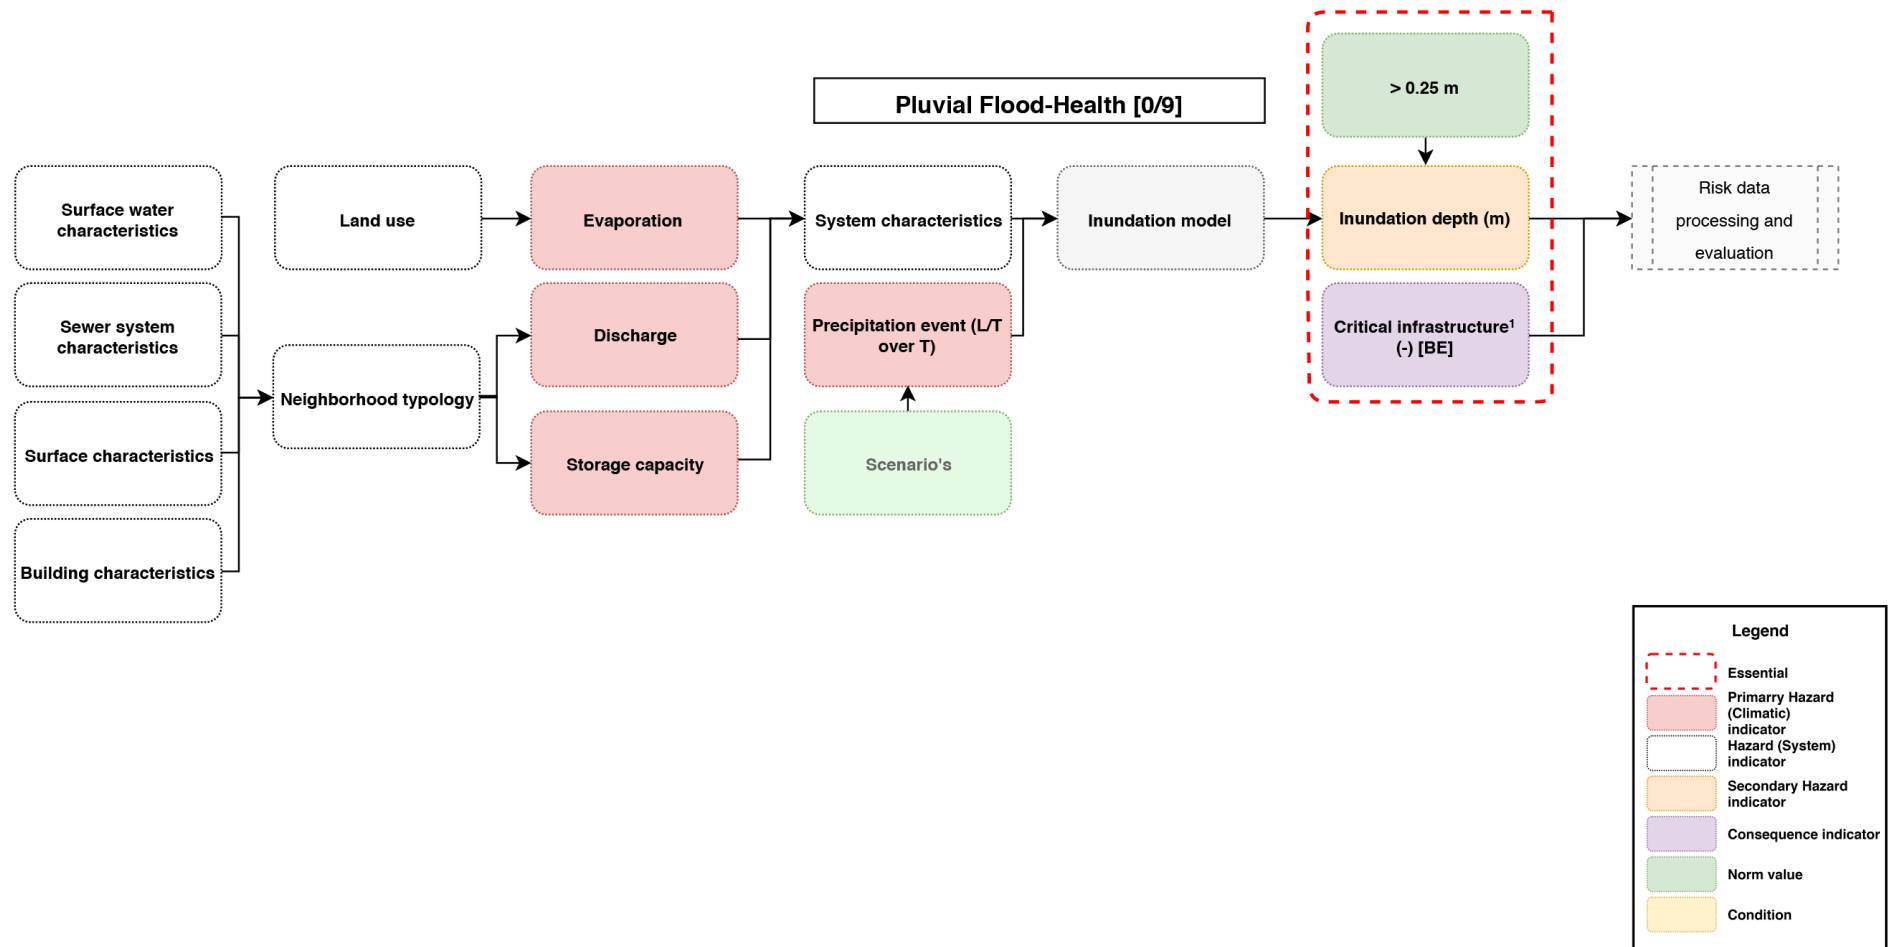 > 0.25 m
Pluvial Flood-Health [0/9]
Surface water
characteristics
Land use
Evaporation
System characteristics
Inundation model
Inundation depth (m)
Risk data
processing and
evaluation
Sewer system
characteristics
Discharge
Precipitation event (L/T
over T)
Critical infrastructure¹
(-) [BE]
Neighborhood typology
Surface characteristics
Storage capacity
Scenario's
Building characteristics
Legend
Essential
Primarry Hazard
(Climatic)
indicator
Hazard (System)
indicator
Secondary Hazard
indicator
Consequence indicator
Norm value
Condition